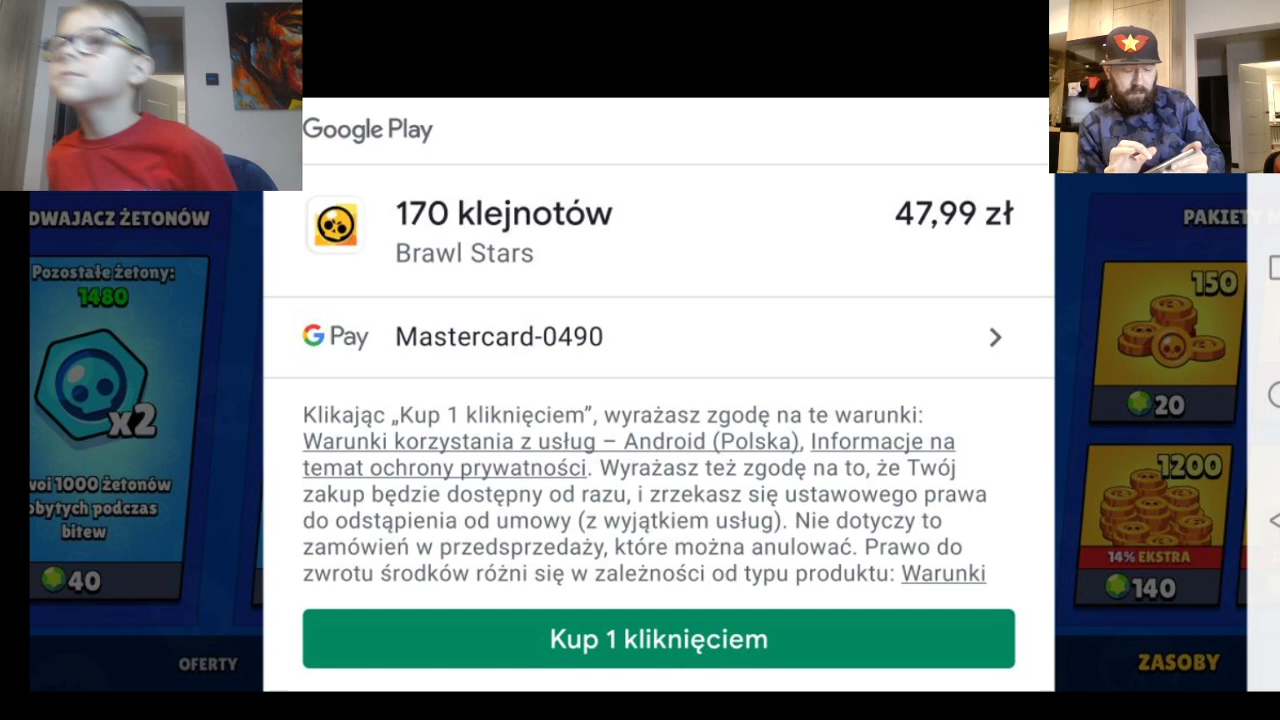 Google Play
170 klejnotów
47,99 zł
Brawl Stars
G Pay Mastercard-0490
Klikając „Kup 1 kliknięciem”, wyrażasz zgodę na te warunki:
Warunki korzystania z usług – Android (Polska), Informacje na
temat ochrony prywatności. Wyrażasz też zgodę na to, że Twój
zakup będzie dostępny od razu, i zrzekasz się ustawowego prawa
do odstąpienia od umowy (z wyjątkiem usług). Nie dotyczy to
zamówień w przedsprzedaży, które można anulować. Prawo do
zwrotu środków różni się w zależności od typu produktu: Warunki
Kup 1 kliknięciem
DWAJACZ ŻETONÓW
Pozostałe żetony:
1480
x2
woi 1000 żetonów
obytych podczas
bitew
40
OFERTY
PAKIETY
150
20
1200
14% EKSTRA
140
ZASOBY